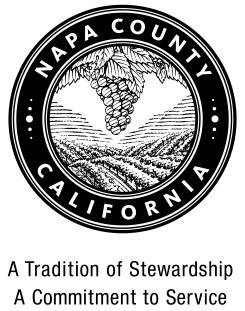 NAPA COUNTY
CALIFORNIA
A Tradition of Stewardship
A Commitment to Service